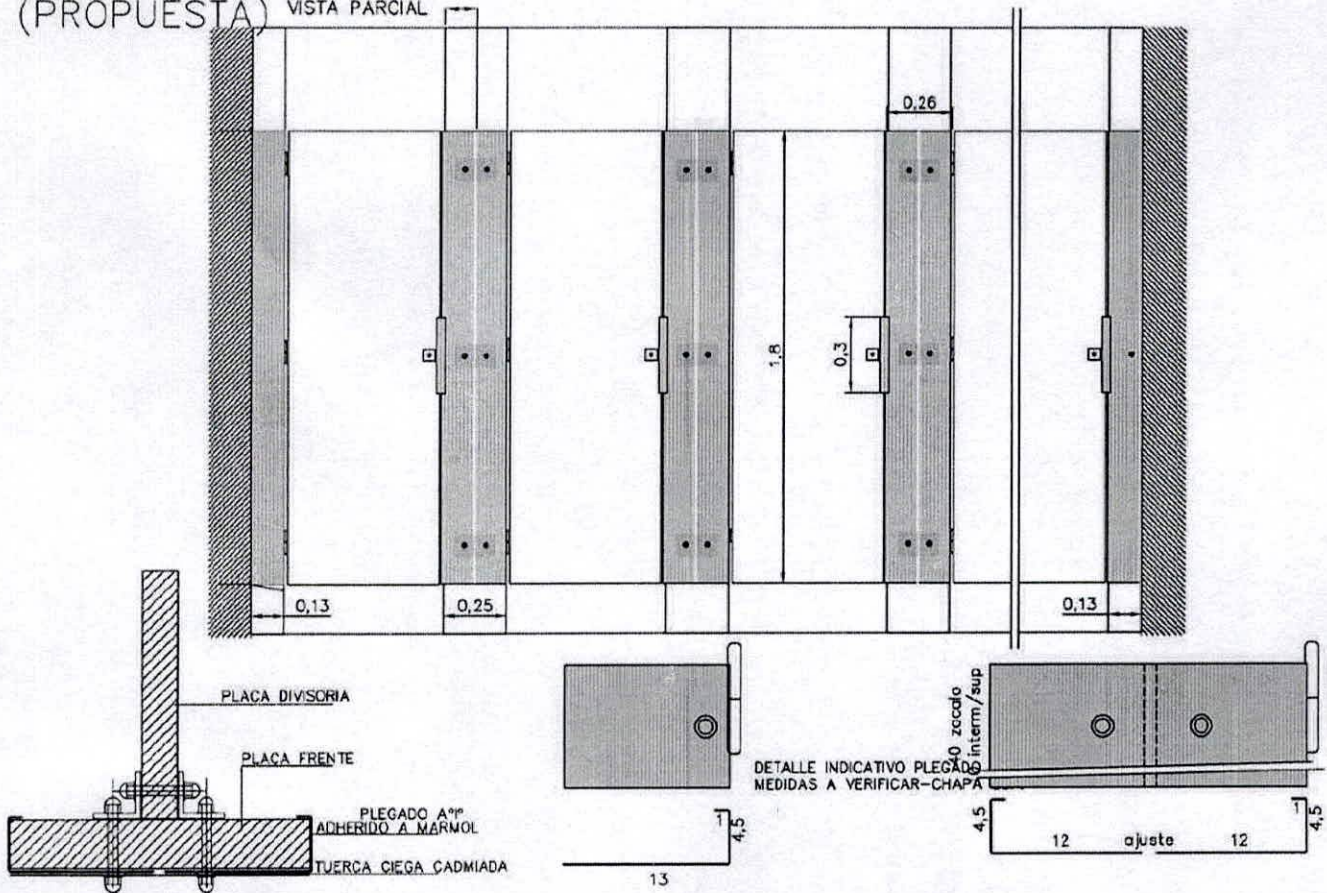 (PROPUESTA)
VISTA PARCIAL
0,26
1,8
0,3
0,13
0,25
0,13
PLACA DIVISORIA
PLACA FRENTE
PLEGADO A°I°
ADHERIDO A MARMOL
TUERCA CIEGA CADMIADA
DETALLE INDICATIVO PLEGADO
MEDIDAS A VERIFICAR-CHAPA
zocalo
interm/sup
1
4,5
13
4,5
12
ajuste
12
1
4,5